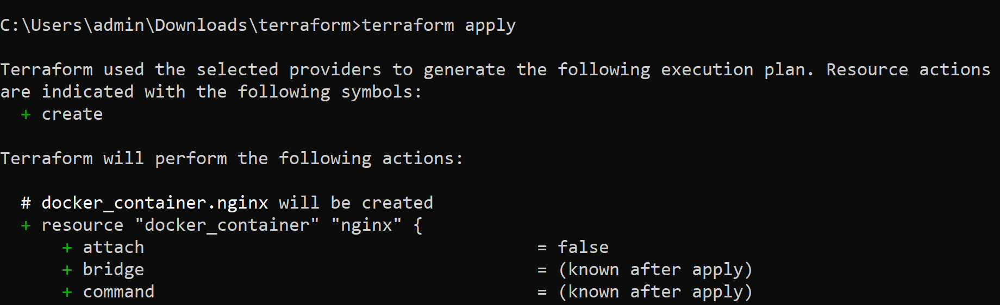 C:\Users\admin\Downloads\terraform>terraform apply
Terraform used the selected providers to generate the following execution plan. Resource actions
are indicated with the following symbols:
  + create
Terraform will perform the following actions:
  # docker_container.nginx will be created
  + resource "docker_container" "nginx" {
      + attach                                      = false
      + bridge                                      = (known after apply)
      + command                                     = (known after apply)